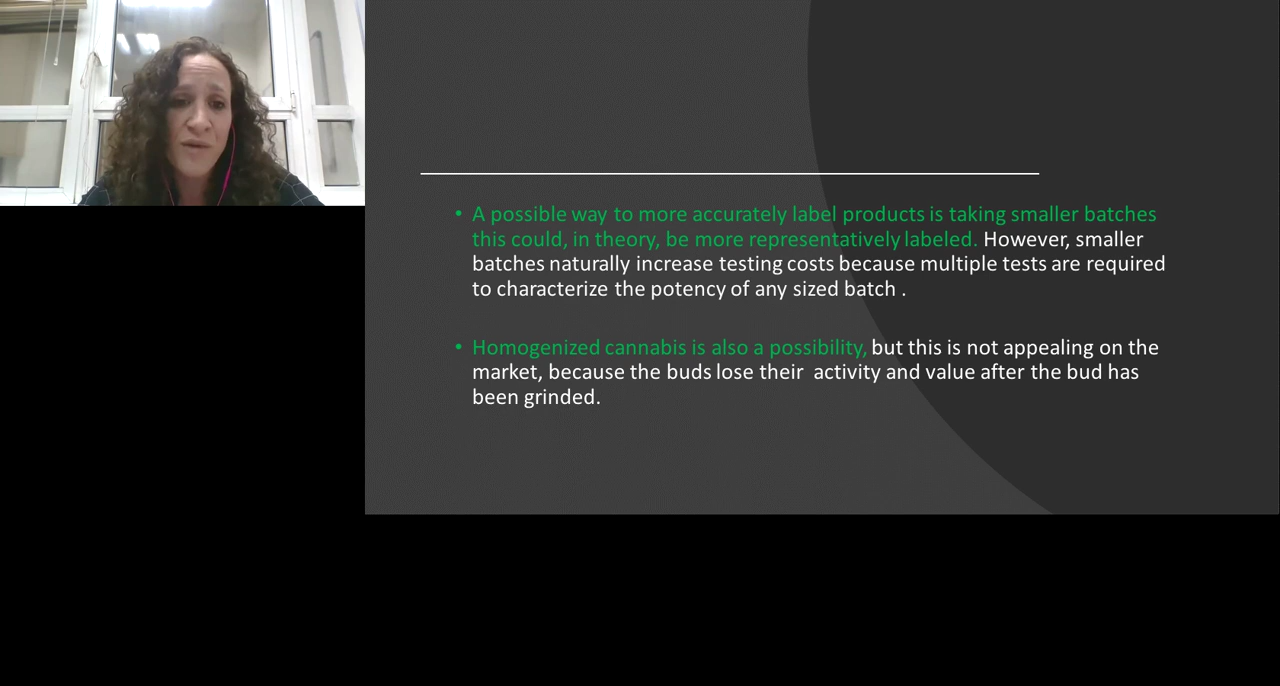 • A possible way to more accurately label products is taking smaller batches
this could, in theory, be more representatively labeled. However, smaller
batches naturally increase testing costs because multiple tests are required
to characterize the potency of any sized batch .
• Homogenized cannabis is also a possibility, but this is not appealing on the
market, because the buds lose their  activity and value after the bud has
been grinded.